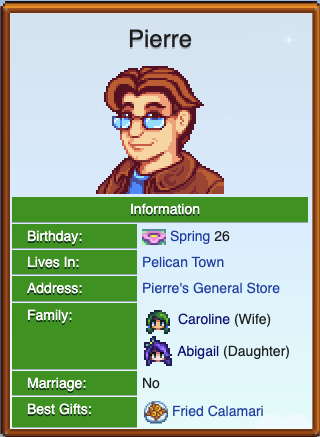 Pierre
Information
Birthday: Spring 26
Lives In: Pelican Town
Address: Pierre's General Store
Family: Caroline (Wife)
Abigail (Daughter)
Marriage: No
Best Gifts: Fried Calamari